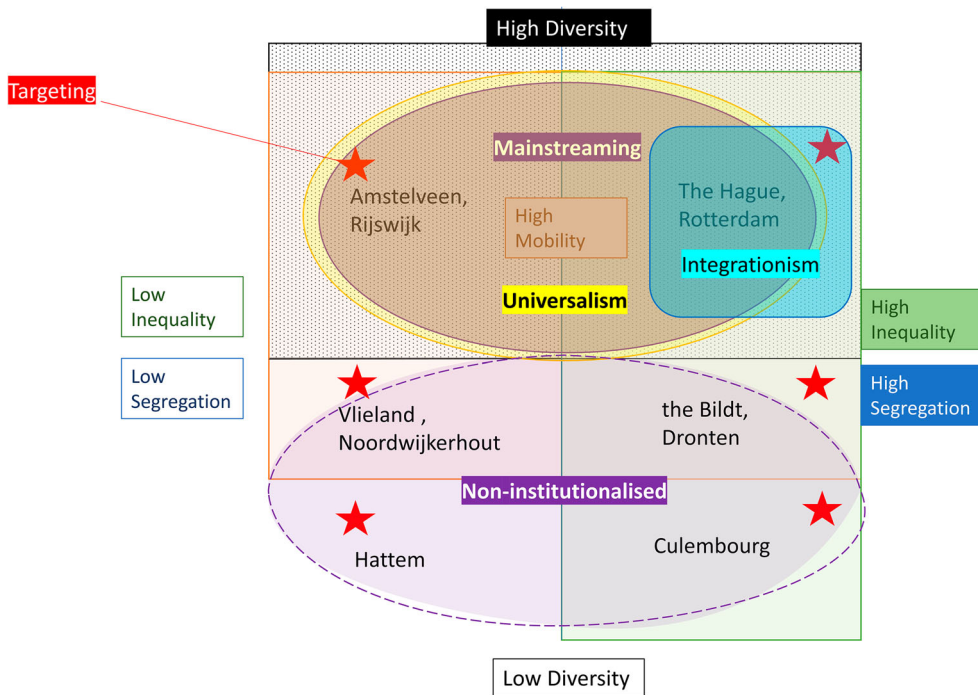 High Diversity
Targeting
Mainstreaming
Amstelveen,
Rijswijk
High
Mobility
The Hague,
Rotterdam
Integrationism
Universalism
Low
Inequality
High
Inequality
Low
Segregation
High
Segregation
Vlieland ,
Noordwijkerhout
the Bildt,
Dronten
Non-institutionalised
Hattem
Culembourg
Low Diversity